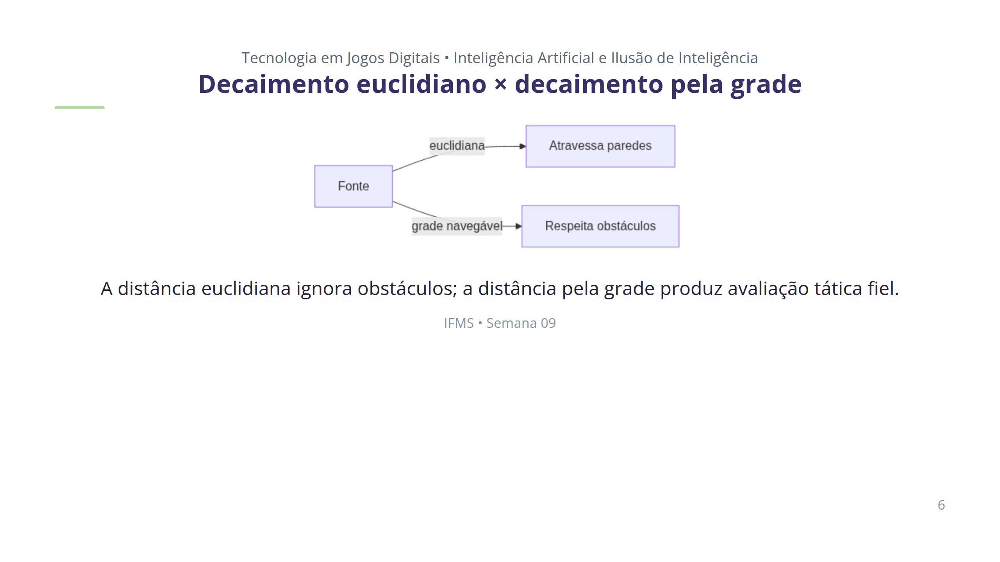 Tecnologia em Jogos Digitais • Inteligência Artificial e Ilusão de Inteligência
Decaimento euclidiano × decaimento pela grade
euclidiana
Atravessa paredes
Fonte
grade navegável
Respeita obstáculos
A distância euclidiana ignora obstáculos; a distância pela grade produz avaliação tática fiel.
IFMS • Semana 09
6